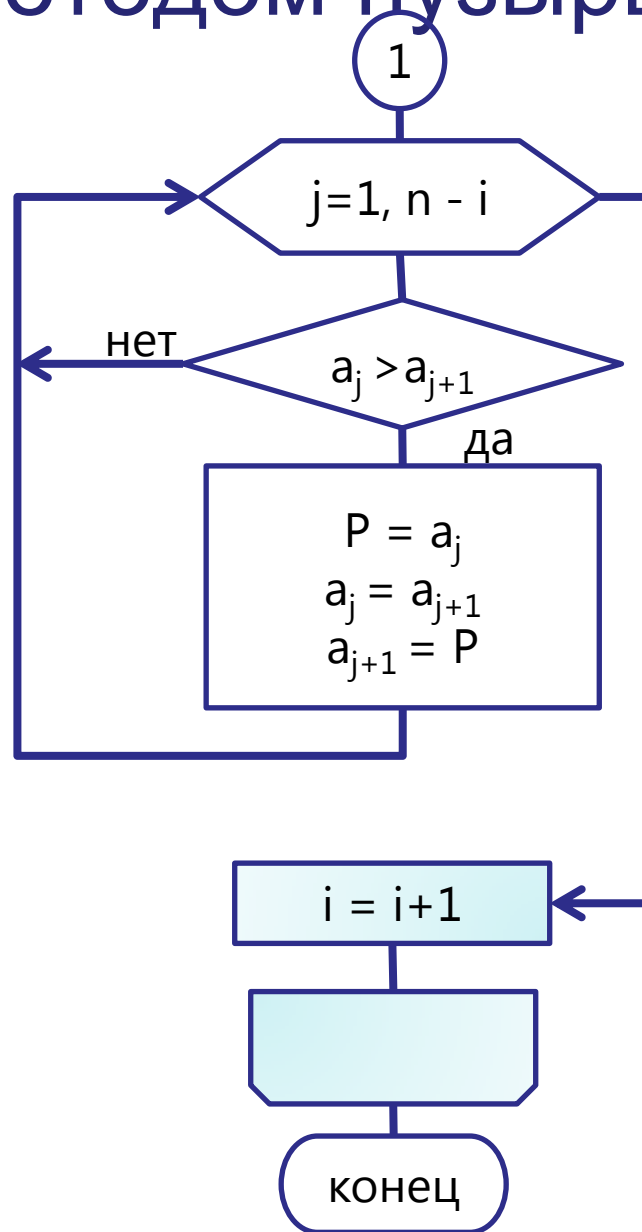 1
j=1, n - i
нет
aj >aj+1
да
P = aj
aj = aj+1
aj+1 = P
i = i+1
конец